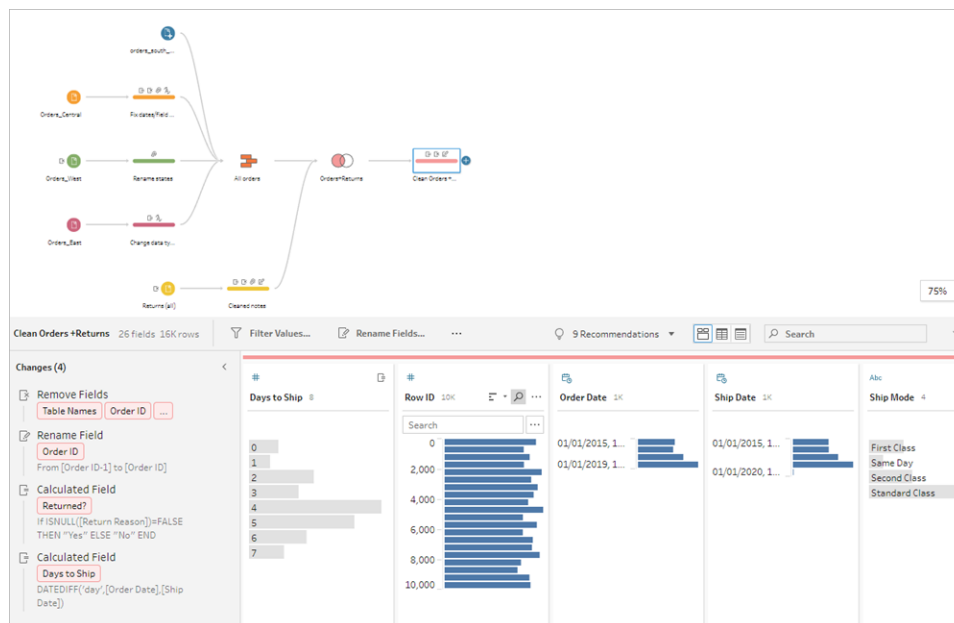 orders_south_...
Orders_Central
Fix dates/field ...
Orders_West
Rename states
All orders
Orders+Returns
Clean Orders +...
Orders_East
Change data ty...
Returns (all)
Cleaned notes
75%
Clean Orders +Returns 26 fields 16K rows
Filter Values...
Rename Fields...
...
9 Recommendations
Search
Changes (4)
Remove Fields
Table Names
Order ID
...
Rename Field
Order ID
From [Order ID-1] to [Order ID]
Calculated Field
Returned?
If ISNULL([Return Reason])=FALSE
THEN "Yes" ELSE "No" END
Calculated Field
Days to Ship
DATEDIFF('day',[Order Date],[Ship
Date])
#
Days to Ship 8
0
1
2
3
4
5
6
7
#
Row ID 10K
...
Search
...
0
2,000
4,000
6,000
8,000
10,000
Order Date 1K
01/01/2015, 1...
01/01/2019, 1...
Ship Date 1K
01/01/2015, 1...
01/01/2020, 1...
Abc
Ship Mode 4
First Class
Same Day
Second Class
Standard Class